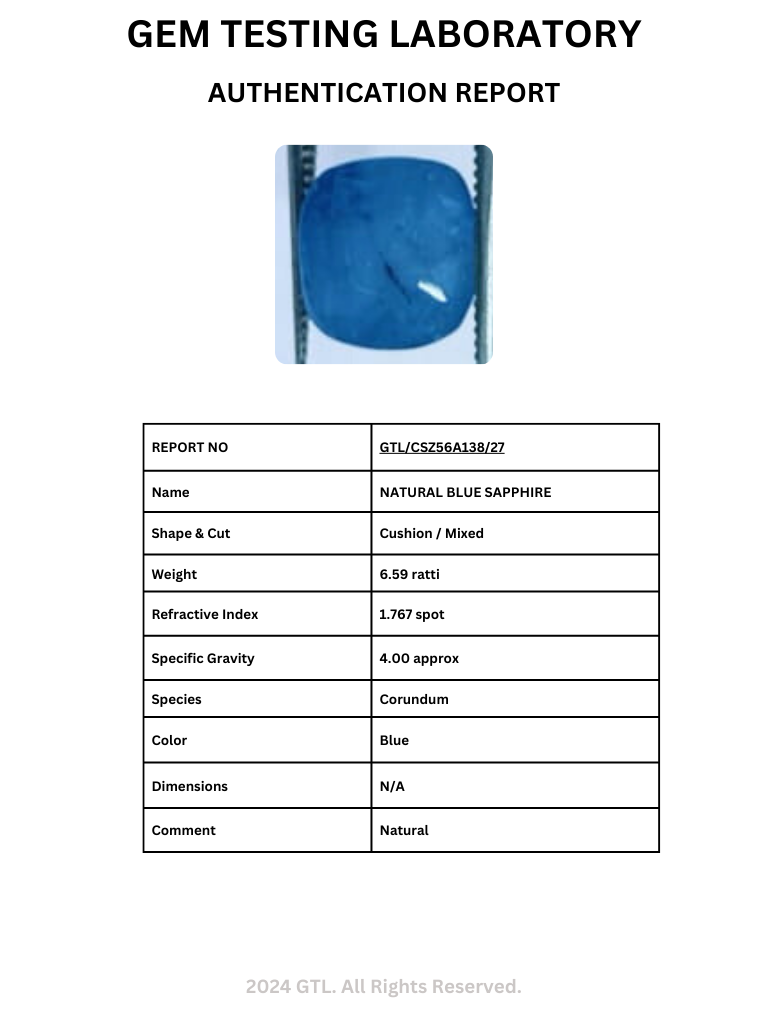 GEM TESTING LABORATORY
AUTHENTICATION REPORT
REPORT NO GTL/CSZ56A138/27
Name NATURAL BLUE SAPPHIRE
Shape & Cut Cushion / Mixed
Weight 6.59 ratti
Refractive Index 1.767 spot
Specific Gravity 4.00 approx
Species Corundum
Color Blue
Dimensions N/A
Comment Natural
2024 GTL. All Rights Reserved.